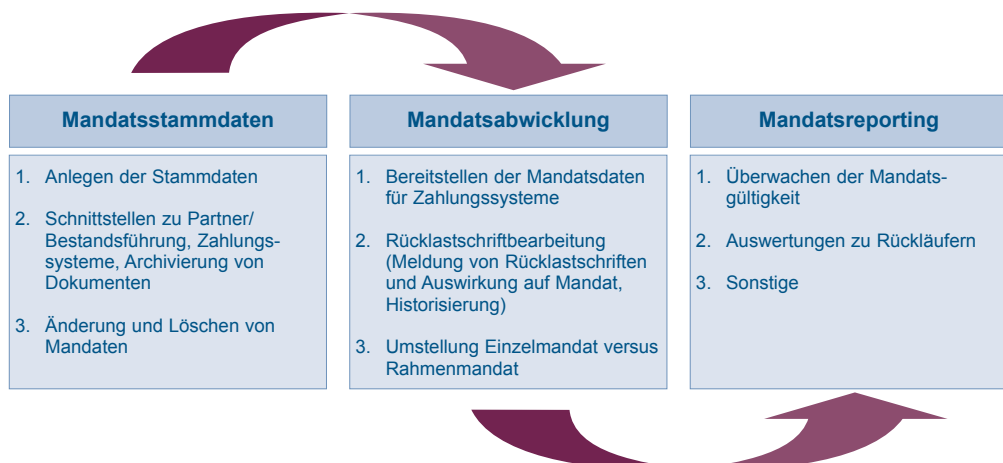 Mandatsstammdaten
1. Anlegen der Stammdaten
2. Schnittstellen zu Partner/
Bestandsführung, Zahlungs-
systeme, Archivierung von
Dokumenten
3. Änderung und Löschen von
Mandaten
Mandatsabwicklung
1. Bereitstellen der Mandatsdaten
für Zahlungssysteme
2. Rücklastschriftbearbeitung
(Meldung von Rücklastschriften
und Auswirkung auf Mandat,
Historisierung)
3. Umstellung Einzelmandat versus
Rahmenmandat
Mandatsreporting
1. Überwachen der Mandats-
gültigkeit
2. Auswertungen zu Rückläufern
3. Sonstige